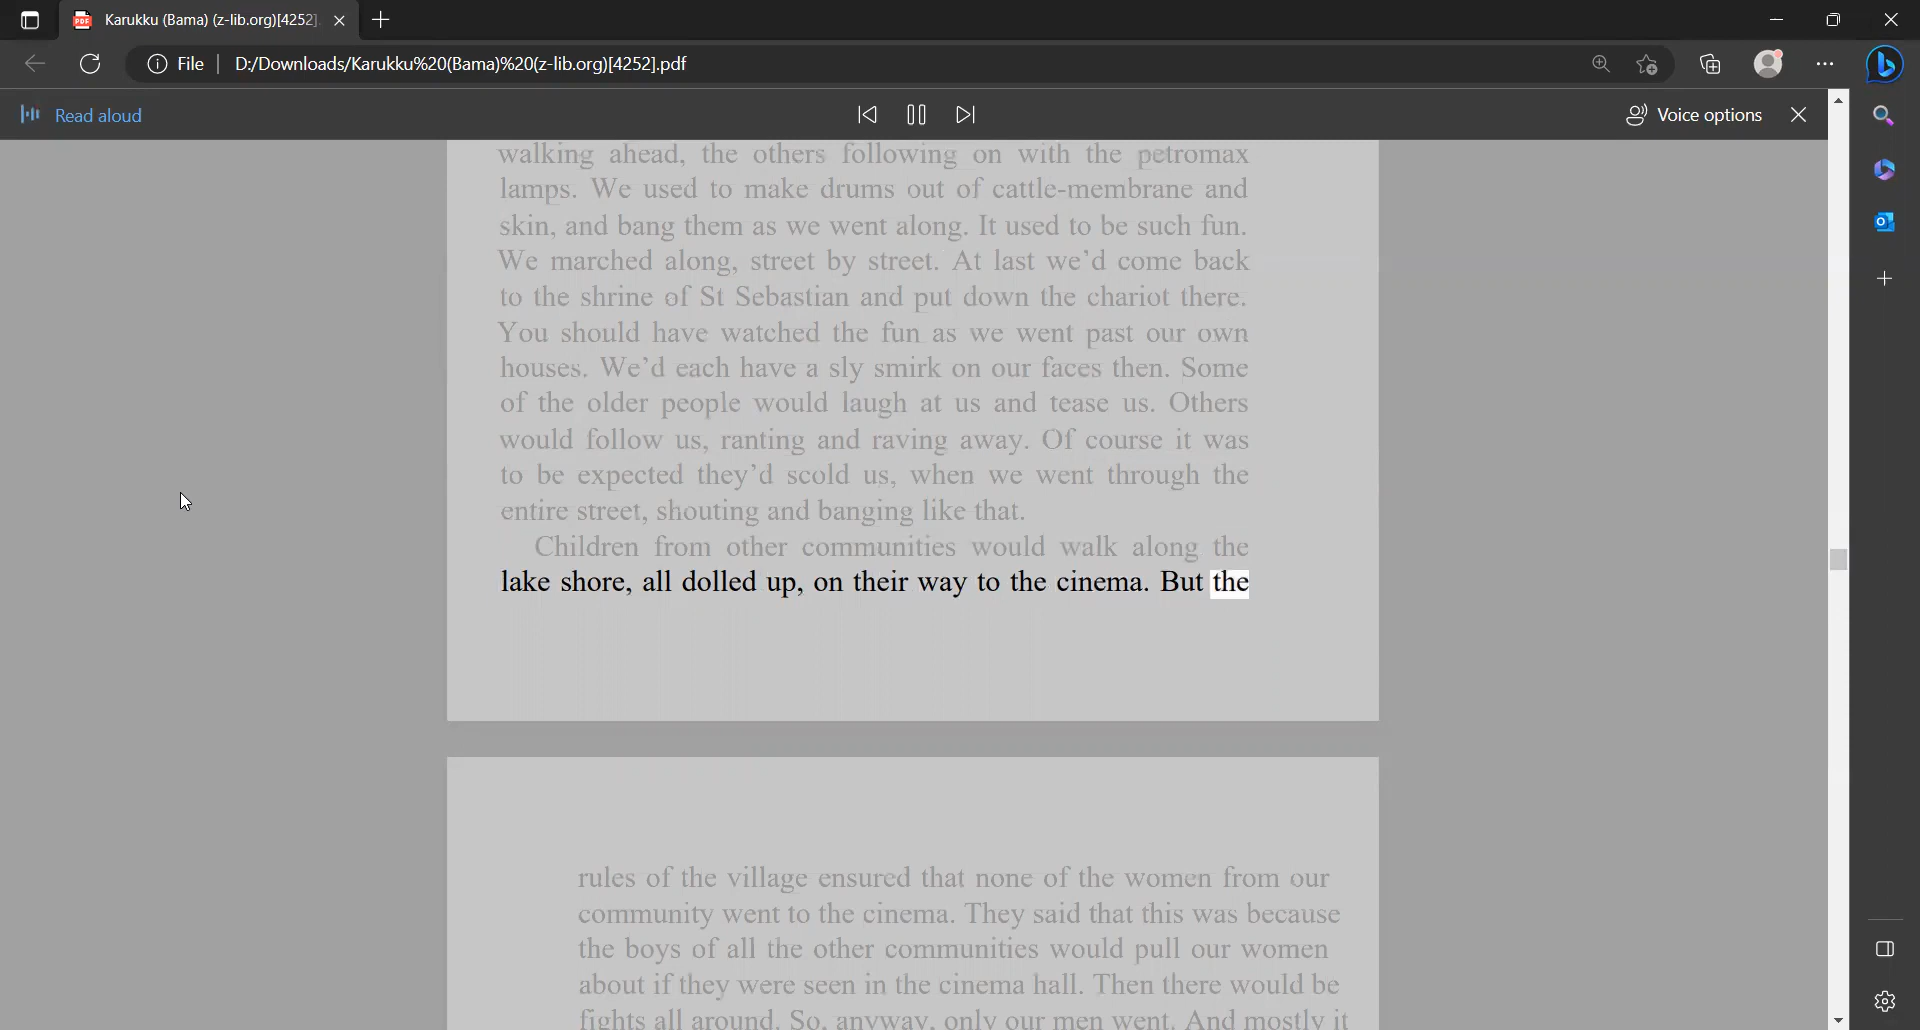 Karukku (Bama) (z-lib.org)[4252].
File
D:/Downloads/Karukku%20(Bama)%20(z-lib.org)[4252].pdf
Read aloud
Voice options
walking ahead, the others following on with the petromax
lamps. We used to make drums out of cattle-membrane and
skin, and bang them as we went along. It used to be such fun.
We marched along, street by street. At last we’d come back
to the shrine of St Sebastian and put down the chariot there.
You should have watched the fun as we went past our own
houses. We’d each have a sly smirk on our faces then. Some
of the older people would laugh at us and tease us. Others
would follow us, ranting and raving away. Of course it was
to be expected they’d scold us, when we went through the
entire street, shouting and banging like that.
Children from other communities would walk along the
lake shore, all dolled up, on their way to the cinema. But the
rules of the village ensured that none of the women from our
community went to the cinema. They said that this was because
the boys of all the other communities would pull our women
about if they were seen in the cinema hall. Then there would be
fights all around. So, anyway, only our men went. And mostly it